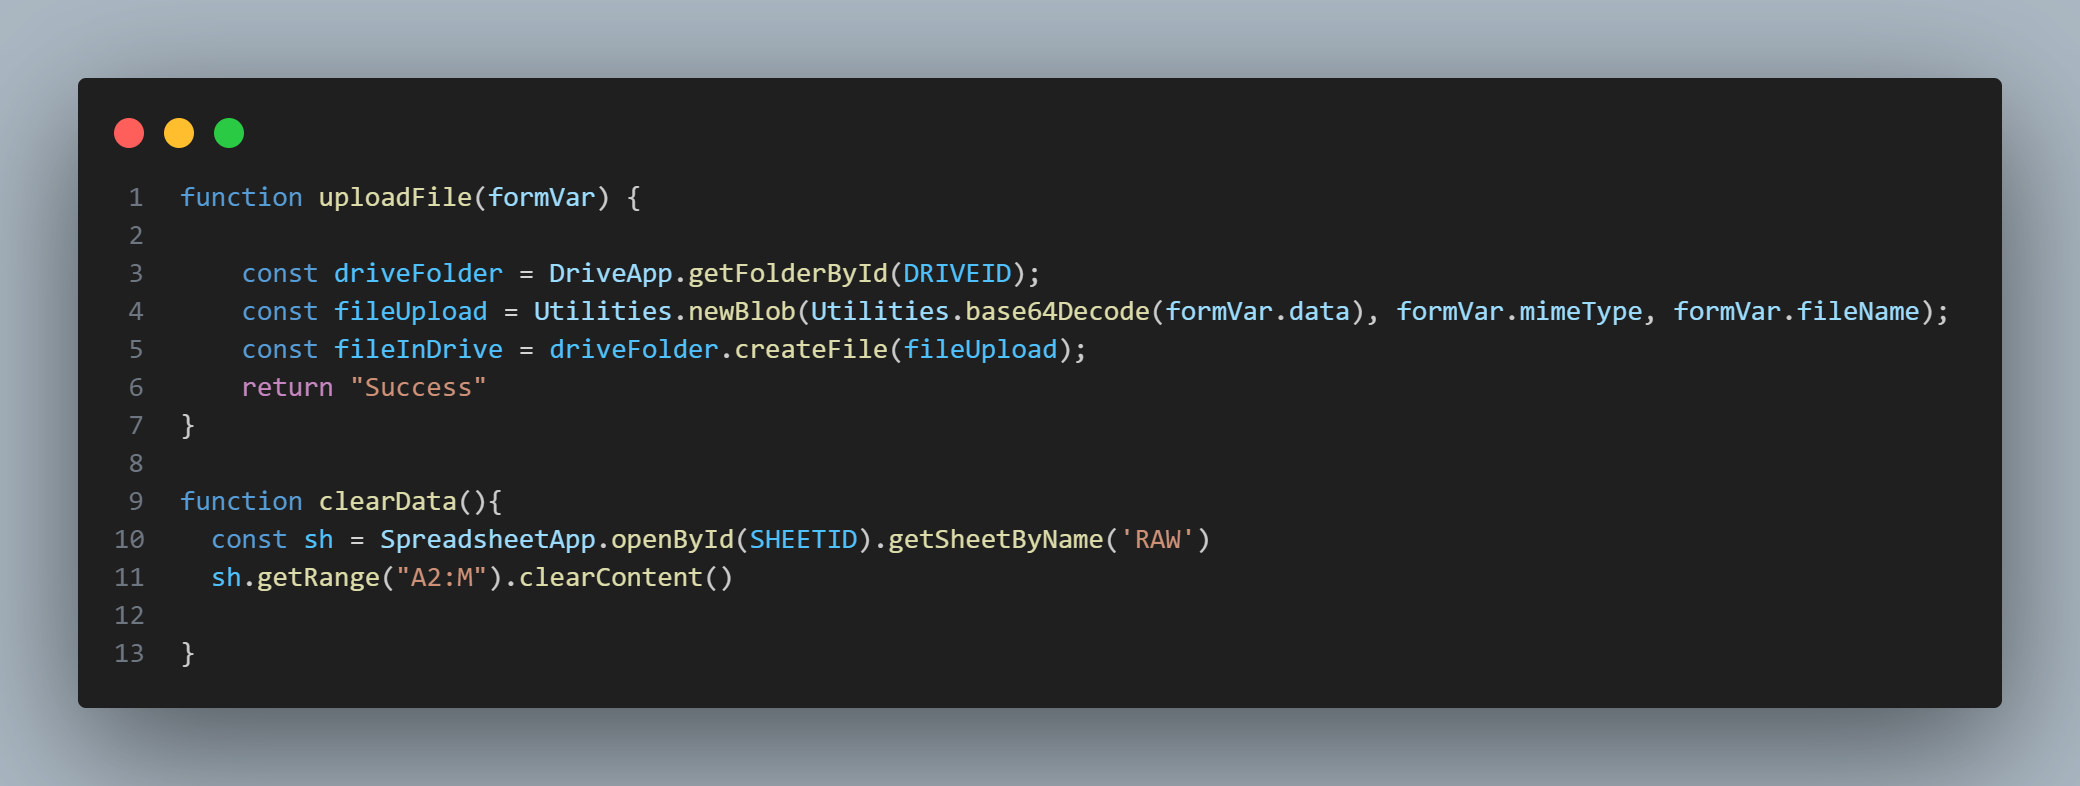 1 function uploadFile(formVar) {
2
3     const driveFolder = DriveApp.getFolderById(DRIVEID);
4     const fileUpload = Utilities.newBlob(Utilities.base64Decode(formVar.data), formVar.mimeType, formVar.fileName);
5     const fileInDrive = driveFolder.createFile(fileUpload);
6     return "Success"
7 }
8
9 function clearData(){
10   const sh = SpreadsheetApp.openById(SHEETID).getSheetByName('RAW')
11   sh.getRange("A2:M").clearContent()
12
13 }